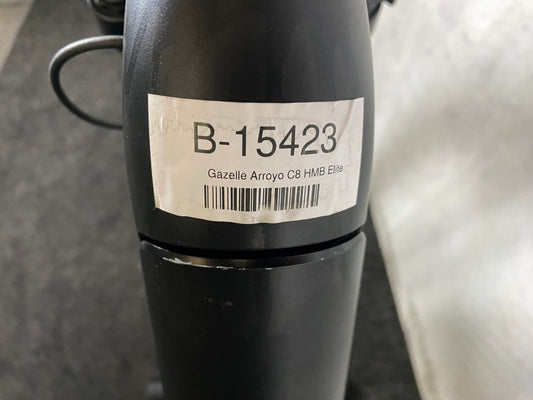 B-15423
Gazelle Arroyo C8 HMB Elite